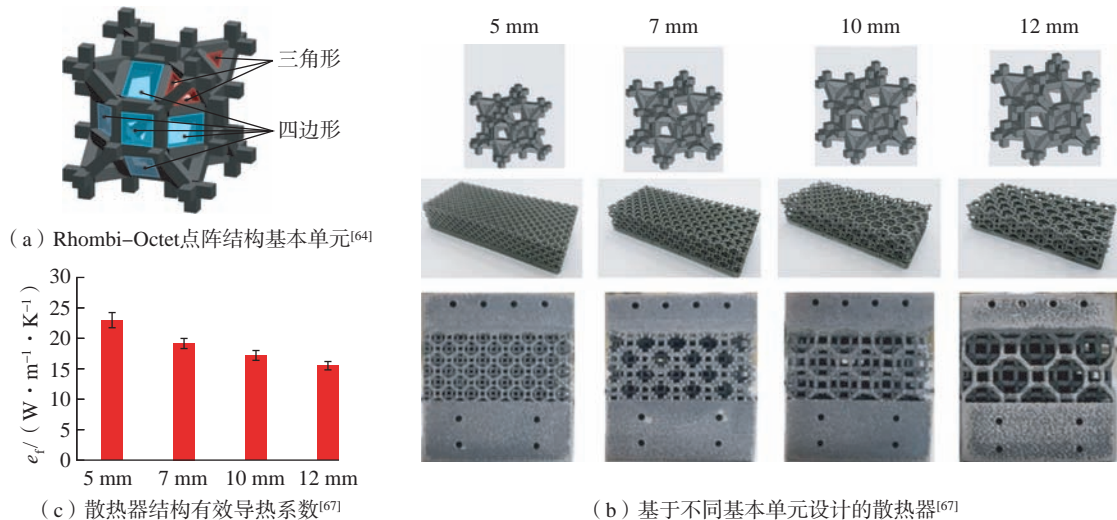 三角形
四边形
（a）Rhombi-Octet点阵结构基本单元[64]
30
25
20
15
10
5
0
e_f/（W·m⁻¹·K⁻¹）
5 mm
7 mm
10 mm
12 mm
（c）散热器结构有效导热系数[67]
5 mm
7 mm
10 mm
12 mm
（b）基于不同基本单元设计的散热器[67]